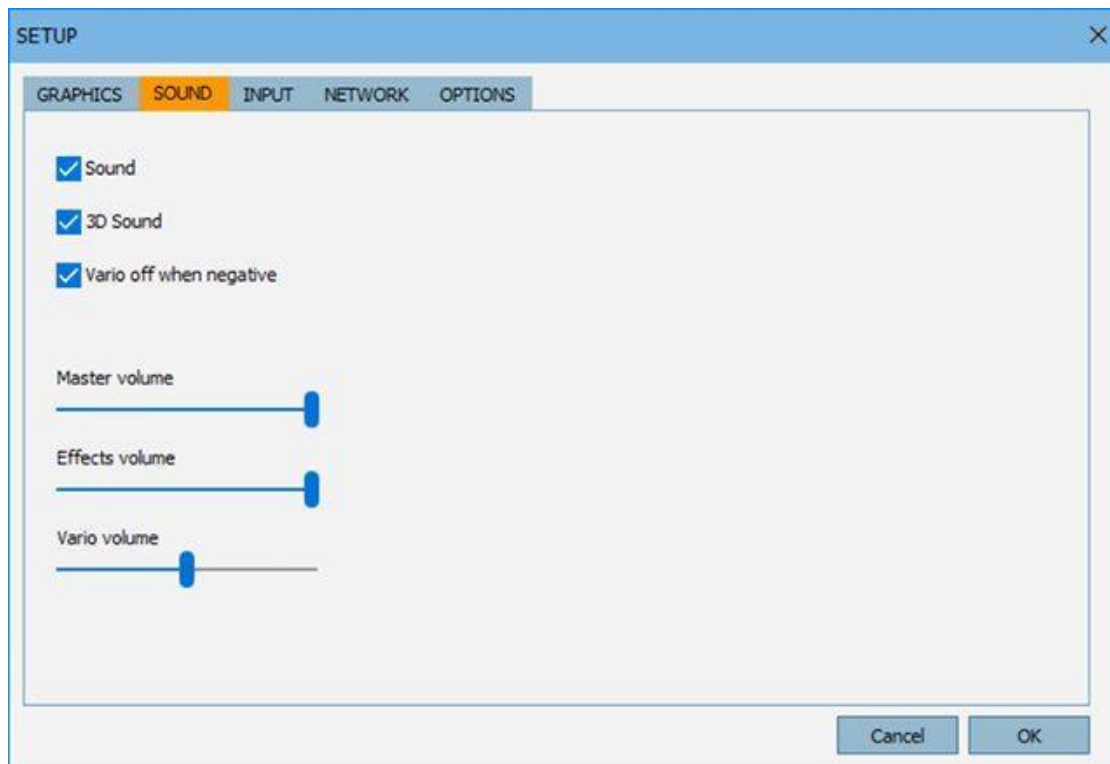 SETUP
GRAPHICS SOUND INPUT NETWORK OPTIONS
Sound
3D Sound
Vario off when negative
Master volume
Effects volume
Vario volume
Cancel OK